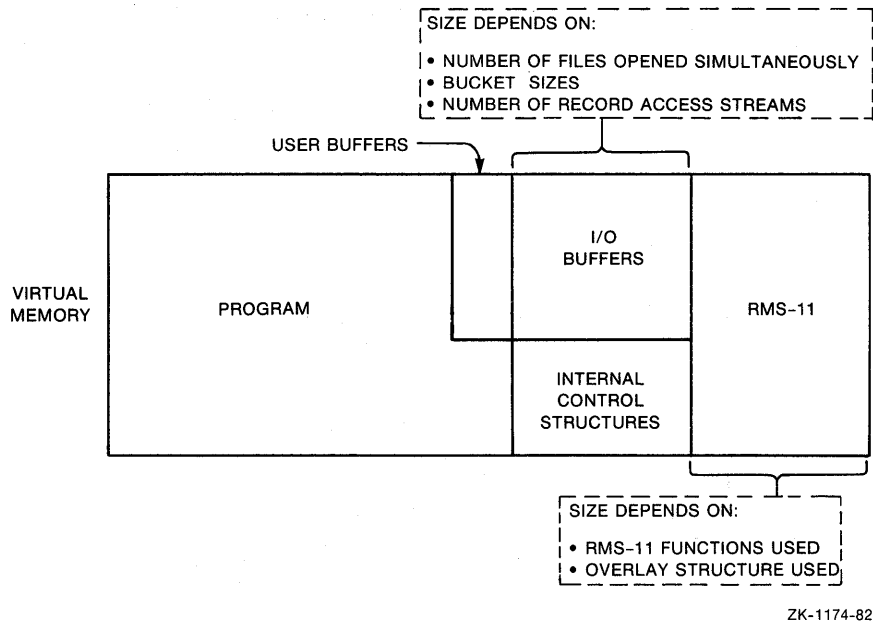 SIZE DEPENDS ON:
• NUMBER OF FILES OPENED SIMULTANEOUSLY
• BUCKET SIZES
• NUMBER OF RECORD ACCESS STREAMS
USER BUFFERS
VIRTUAL
MEMORY
PROGRAM
I/O
BUFFERS
RMS-11
INTERNAL
CONTROL
STRUCTURES
SIZE DEPENDS ON:
• RMS-11 FUNCTIONS USED
• OVERLAY STRUCTURE USED
ZK-1174-82